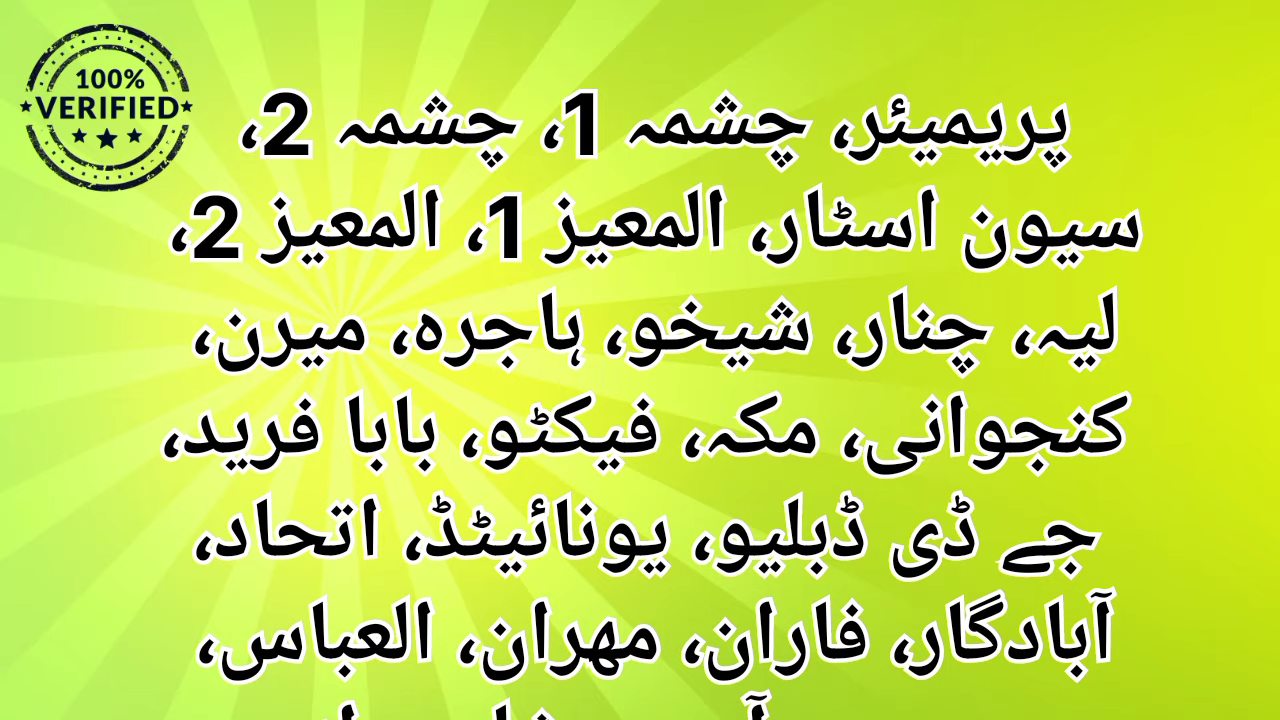 100%
VERIFIED
پریمیئر، چشمہ 1، چشمہ 2،
سیون اسٹار، المعیز 1، المعیز 2،
لیہ، چنار، شیخو، ہاجرہ، میرن،
کنجوانی، مکہ، فیکٹو، بابا فرید،
جے ڈی ڈبلیو، یونائیٹڈ، اتحاد،
آبادگار، فاران، مهران، العباس،